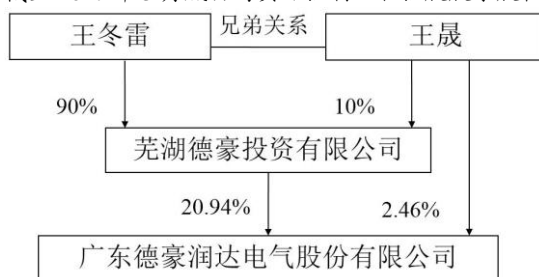 王冬雷
兄弟关系
王晟
90%
10%
芜湖德豪投资有限公司
20.94%
2.46%
广东德豪润达电气股份有限公司